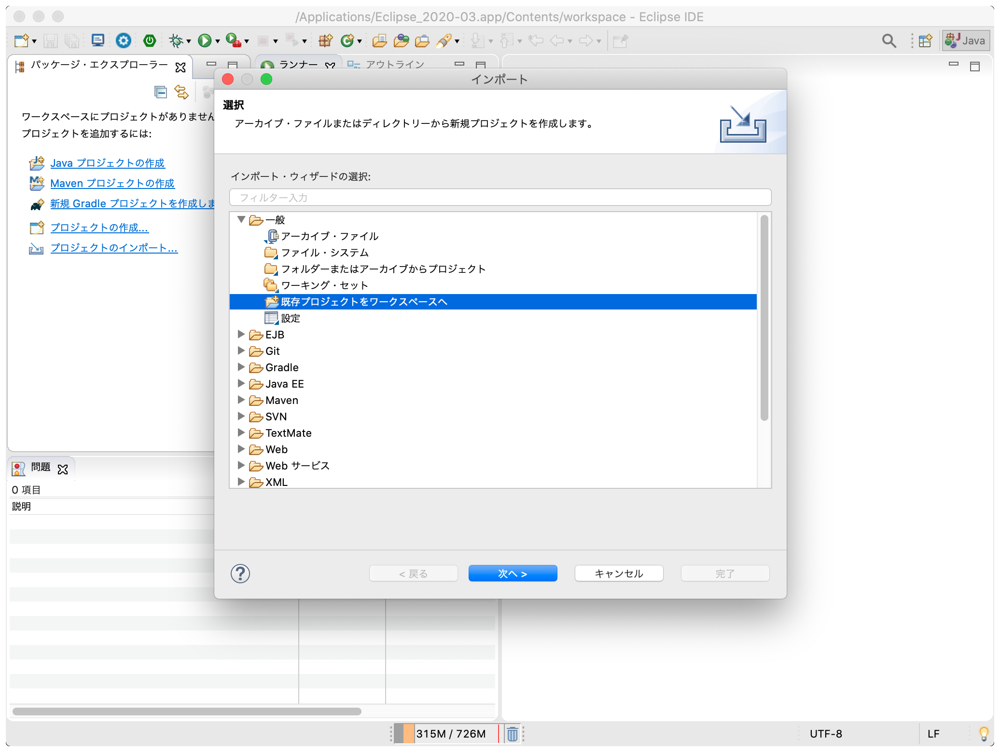 /Applications/Eclipse_2020-03.app/Contents/workspace - Eclipse IDE
Java
パッケージ・エクスプローラー
ランナー
アウトライン
ワークスペースにプロジェクトがありません
プロジェクトを追加するには:
Java プロジェクトの作成
Maven プロジェクトの作成
新規 Gradle プロジェクトを作成しま
プロジェクトの作成...
プロジェクトのインポート...
インポート
選択
アーカイブ・ファイルまたはディレクトリーから新規プロジェクトを作成します。
インポート・ウィザードの選択:
フィルター入力
一般
アーカイブ・ファイル
ファイル・システム
フォルダーまたはアーカイブからプロジェクト
ワーキング・セット
既存プロジェクトをワークスペースへ
設定
EJB
Git
Gradle
Java EE
Maven
SVN
TextMate
Web
Web サービス
XML
< 戻る
次へ >
キャンセル
完了
問題
0 項目
説明
315M / 726M
UTF-8
LF